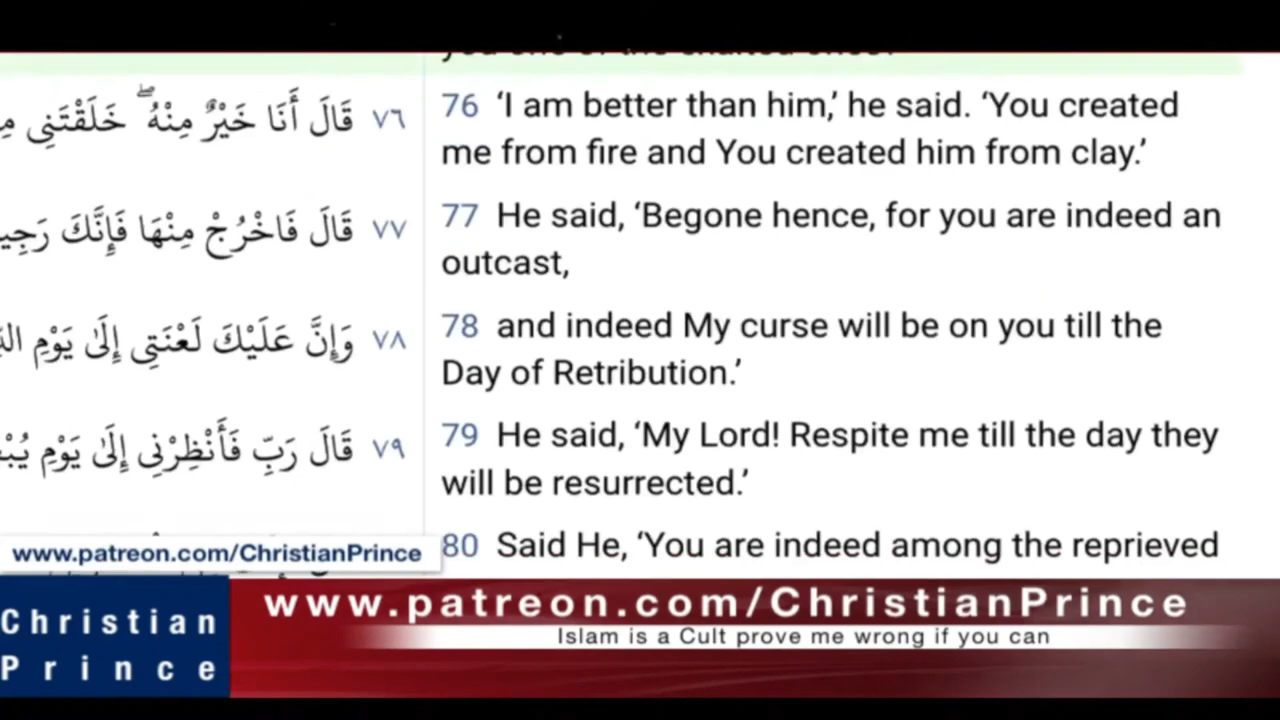 76 ‘I am better than him,’ he said. ‘You created
me from fire and You created him from clay.’
٧٦ قَالَ أَنَا خَيْرٌ مِنْهُ ۖ خَلَقْتَنِي
77 He said, ‘Begone hence, for you are indeed an
outcast,
٧٧ قَالَ فَاخْرُجْ مِنْهَا فَإِنَّكَ
78 and indeed My curse will be on you till the
Day of Retribution.’
٧٨ وَإِنَّ عَلَيْكَ لَعْنَتِي إِلَىٰ يَوْمِ
79 He said, ‘My Lord! Respite me till the day they
will be resurrected.’
٧٩ قَالَ رَبِّ فَأَنْظِرْنِي إِلَىٰ يَوْمِ
80 Said He, ‘You are indeed among the reprieved
www.patreon.com/ChristianPrince
www.patreon.com/ChristianPrince
Islam is a Cult prove me wrong if you can
Christian
Prince